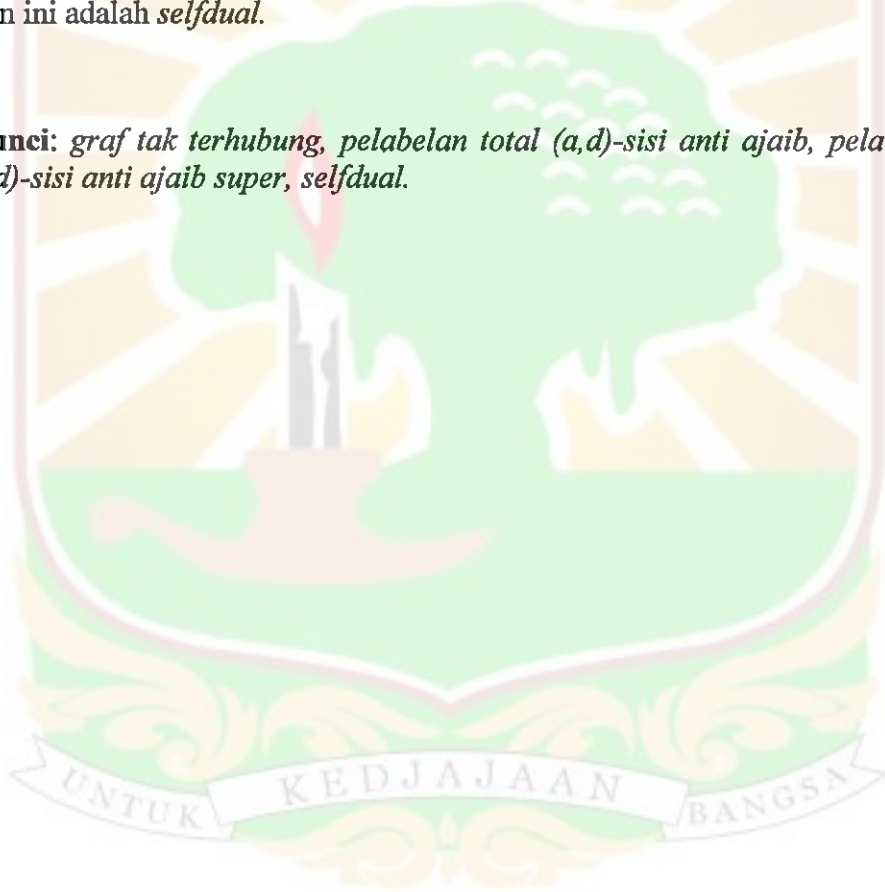 n ini adalah selfdual.
unci: graf tak terhubung, pelabelan total (a,d)-sisi anti ajaib, pela
d)-sisi anti ajaib super, selfdual.
UNTUK KEDJAJAAN BANGSA